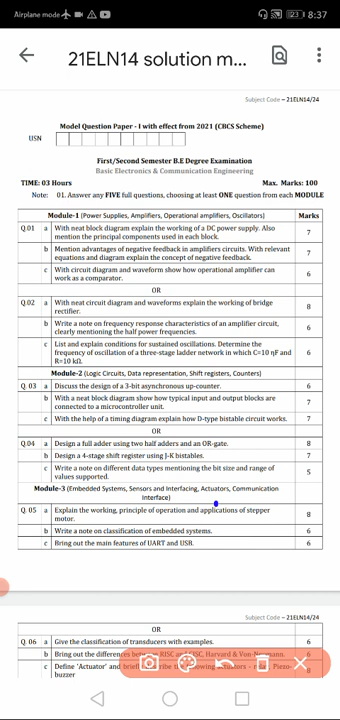 Airplane mode 23 8:37
21ELN14 solution m...
Subject Code – 21ELN14/24
Model Question Paper - I with effect from 2021 (CBCS Scheme)
USN
First/Second Semester B.E Degree Examination
Basic Electronics & Communication Engineering
TIME: 03 Hours Max. Marks: 100
Note: 01. Answer any FIVE full questions, choosing at least ONE question from each MODULE
Module-1 (Power Supplies, Amplifiers, Operational amplifiers, Oscillators) Marks
Q.01 a With neat block diagram explain the working of a DC power supply. Also
mention the principal components used in each block. 7
b Mention advantages of negative feedback in amplifiers circuits. With relevant
equations and diagram explain the concept of negative feedback. 7
c With circuit diagram and waveform show how operational amplifier can
work as a comparator. 6
OR
Q.02 a With neat circuit diagram and waveforms explain the working of bridge
rectifier. 8
b Write a note on frequency response characteristics of an amplifier circuit,
clearly mentioning the half power frequencies. 6
c List and explain conditions for sustained oscillations. Determine the
frequency of oscillation of a three-stage ladder network in which C=10 ηF and
R=10 kΩ. 6
Module-2 (Logic Circuits, Data representation, Shift registers, Counters)
Q. 03 a Discuss the design of a 3-bit asynchronous up-counter. 6
b With a neat block diagram show how typical input and output blocks are
connected to a microcontroller unit. 7
c With the help of a timing diagram explain how D-type bistable circuit works. 7
OR
Q.04 a Design a full adder using two half adders and an OR-gate. 8
b Design a 4-stage shift register using J-K bistables. 7
c Write a note on different data types mentioning the bit size and range of
values supported. 5
Module-3 (Embedded Systems, Sensors and Interfacing, Actuators, Communication
Interface)
Q. 05 a Explain the working, principle of operation and applications of stepper
motor. 8
b Write a note on classification of embedded systems. 6
c Bring out the main features of UART and USB. 6
Subject Code – 21ELN14/24
OR
Q. 06 a Give the classification of transducers with examples. 6
b Bring out the differences between RISC and CISC, Harvard & Von-Neumann. 6
c Define 'Actuator' and briefly describe the following actuators - relay, Piezo-
buzzer 8